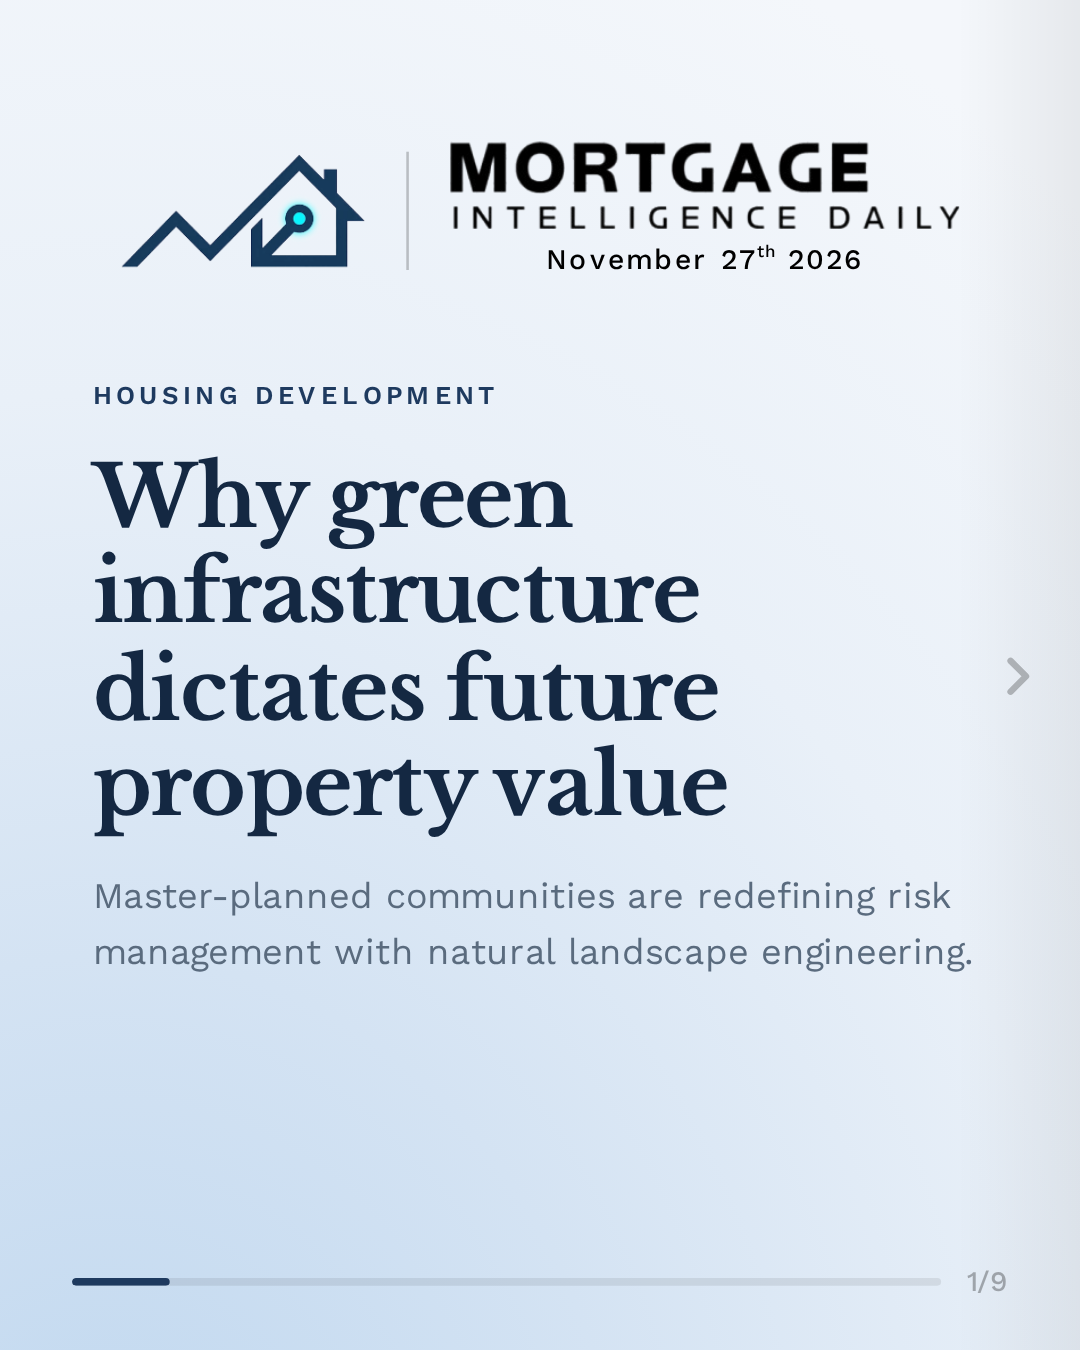 MORTGAGE
INTELLIGENCE DAILY
November 27th 2026
HOUSING DEVELOPMENT
Why green
infrastructure
dictates future
property value
Master-planned communities are redefining risk
management with natural landscape engineering.
1/9